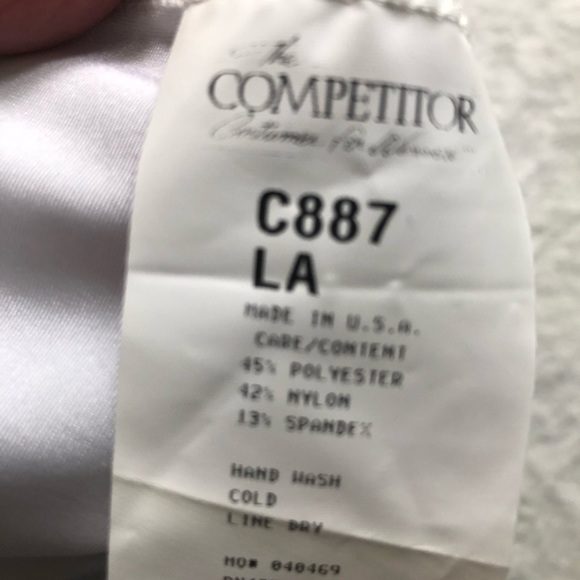 The
COMPETITOR
C887
LA
MADE IN U.S.A.
CARE/CONTENT
45% POLYESTER
42% NYLON
13% SPANDEX
HAND WASH
COLD
LINE DRY
MO# 040469